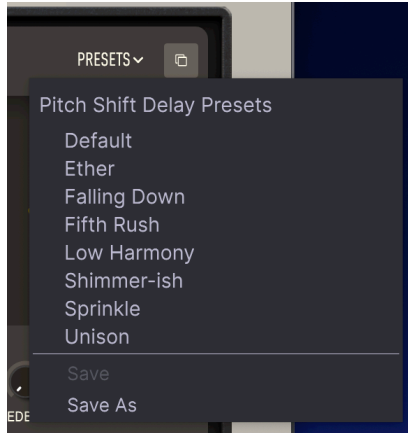 PRESETS
Pitch Shift Delay Presets
Default
Ether
Falling Down
Fifth Rush
Low Harmony
Shimmer-ish
Sprinkle
Unison
Save
Save As